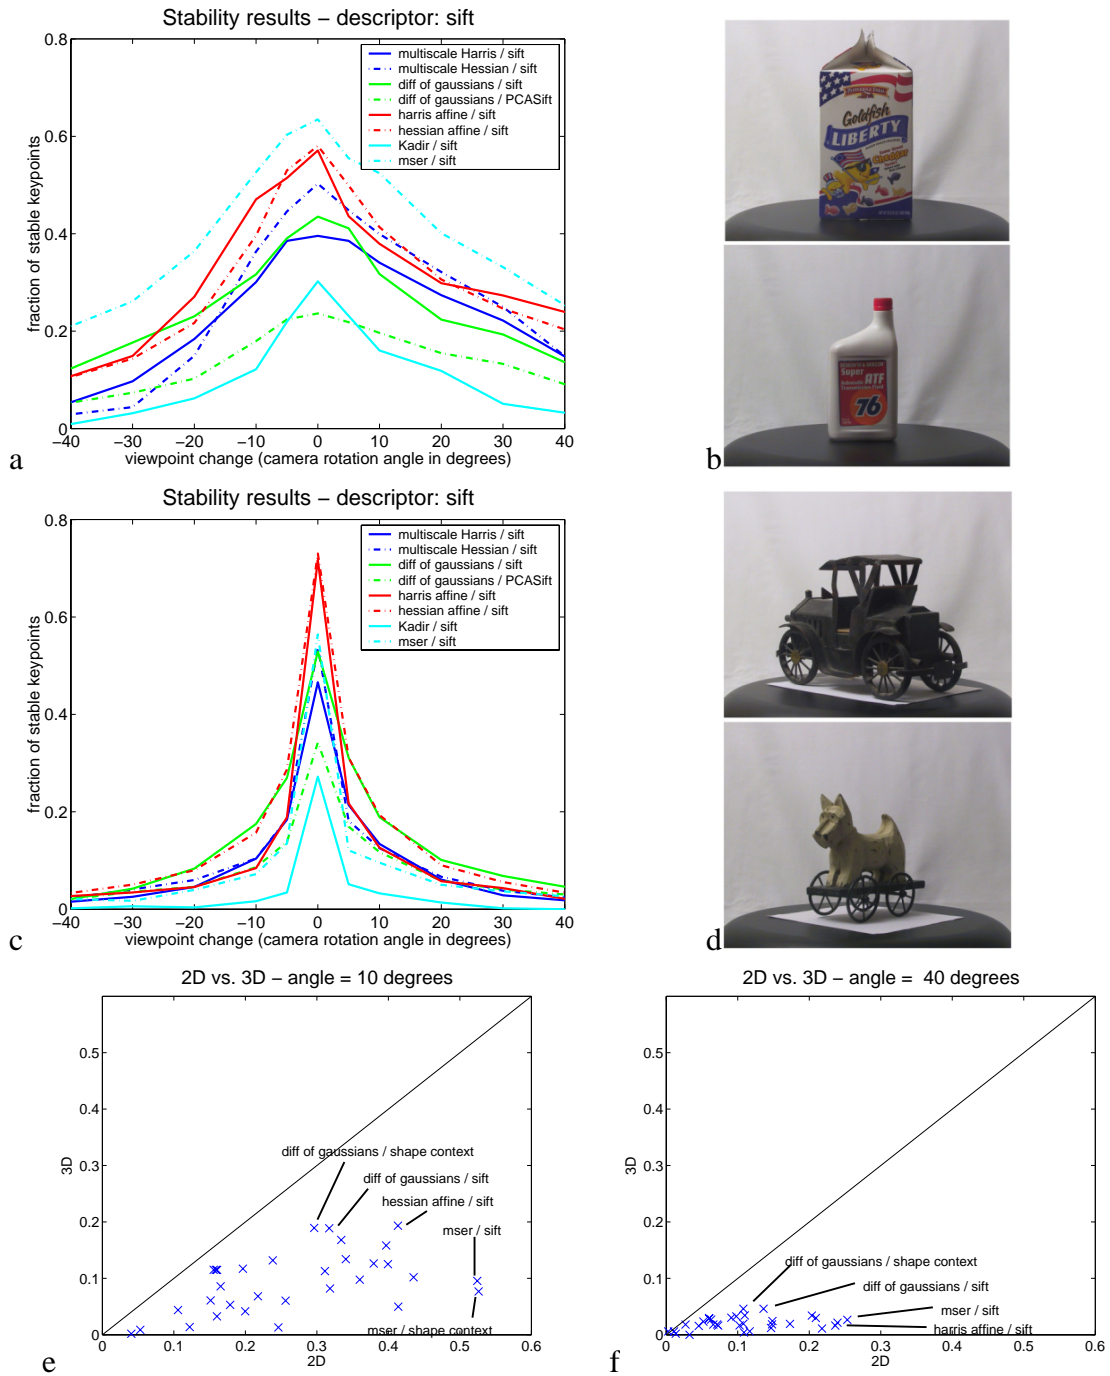 Stability results – descriptor: sift
0.8
0.6
0.4
0.2
0
fraction of stable keypoints
multiscale Harris / sift
multiscale Hessian / sift
diff of gaussians / sift
diff of gaussians / PCASift
harris affine / sift
hessian affine / sift
Kadir / sift
mser / sift
−40 −30 −20 −10 0 10 20 30 40
viewpoint change (camera rotation angle in degrees)
a
Goldfish
LIBERTY
Cheddar
Super
ATF
76
b
Stability results – descriptor: sift
0.8
0.6
0.4
0.2
0
fraction of stable keypoints
multiscale Harris / sift
multiscale Hessian / sift
diff of gaussians / sift
diff of gaussians / PCASift
harris affine / sift
hessian affine / sift
Kadir / sift
mser / sift
−40 −30 −20 −10 0 10 20 30 40
viewpoint change (camera rotation angle in degrees)
c
d
2D vs. 3D – angle = 10 degrees
0.5
0.4
0.3
0.2
0.1
0
3D
diff of gaussians / shape context
diff of gaussians / sift
hessian affine / sift
mser / sift
mser / shape context
0 0.1 0.2 0.3 0.4 0.5 0.6
2D
e
2D vs. 3D – angle = 40 degrees
0.5
0.4
0.3
0.2
0.1
0
3D
diff of gaussians / shape context
diff of gaussians / sift
mser / sift
harris affine / sift
0 0.1 0.2 0.3 0.4 0.5 0.6
2D
f